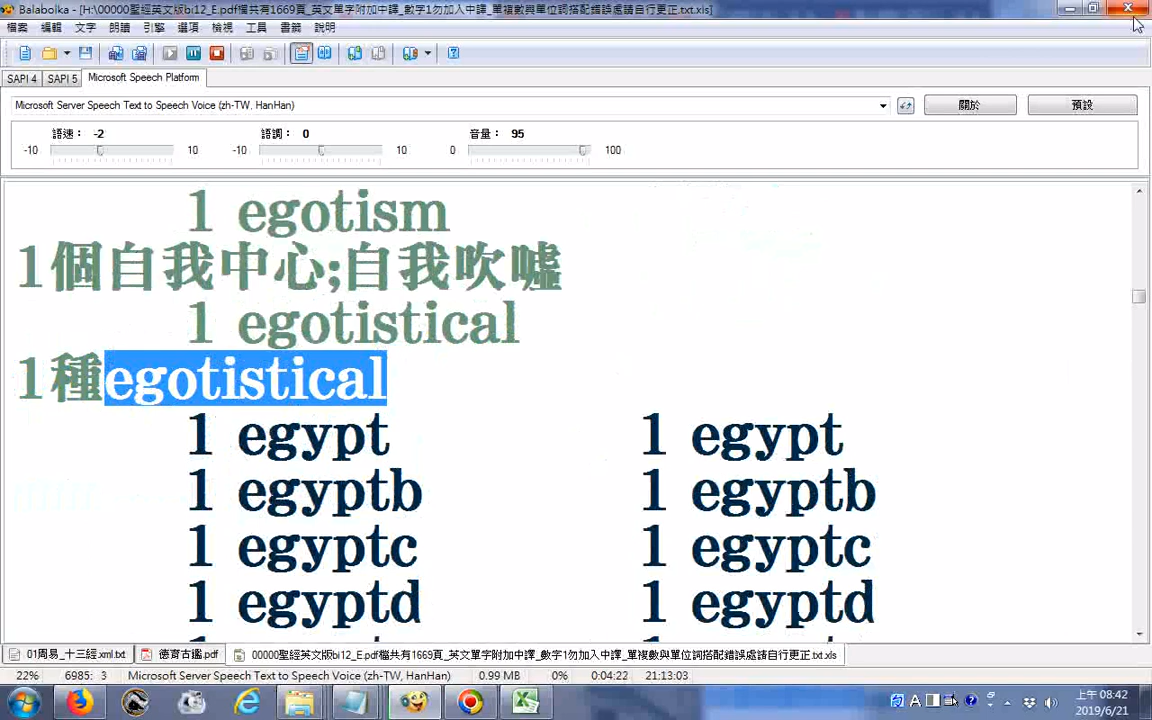 Balabolka - [H:\00000聖經英文版bi12_E.pdf檔共有1669頁_英文單字附加中譯_數字1勿加入中譯_單複數與單位詞搭配錯誤處請自行更正.txt.xls]
檔案 編輯 文字 朗讀 引擎 選項 檢視 工具 書籤 說明
SAPI 4 SAPI 5 Microsoft Speech Platform
Microsoft Server Speech Text to Speech Voice (zh-TW, HanHan) 關於 預設
語速： -2 語調： 0 音量： 95
-10 10 -10 10 0 100
1 egotism
1個自我中心;自我吹噓
1 egotistical
1種egotistical
1 egypt 1 egypt
1 egyptb 1 egyptb
1 egyptc 1 egyptc
1 egyptd 1 egyptd
01周易_十三經.xml.txt 德育古鑑.pdf 00000聖經英文版bi12_E.pdf檔共有1669頁_英文單字附加中譯_數字1勿加入中譯_單複數與單位詞搭配錯誤處請自行更正.txt.xls
22% 6985: 3 Microsoft Server Speech Text to Speech Voice (zh-TW, HanHan) 0.99 MB 0% 0:04:22 21:13:03
上午 08:42
2019/6/21